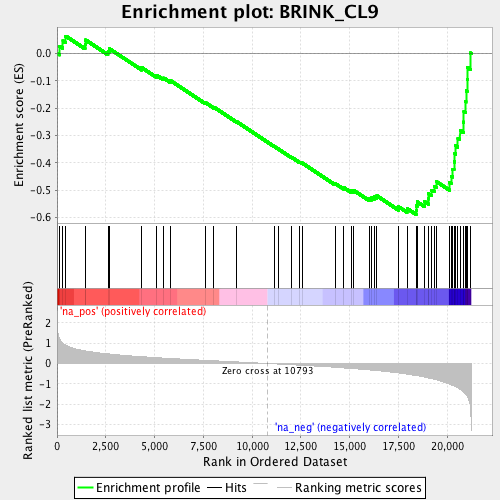 Enrichment plot: BRINK_CL9
Enrichment score (ES)
0.0
-0.1
-0.2
-0.3
-0.4
-0.5
-0.6
'na_pos' (positively correlated)
Ranked list metric (PreRanked)
2
1
0
-1
-2
-3
Zero cross at 10793
'na_neg' (negatively correlated)
0
2,500
5,000
7,500
10,000
12,500
15,000
17,500
20,000
Rank in Ordered Dataset
Enrichment profile
Hits
Ranking metric scores